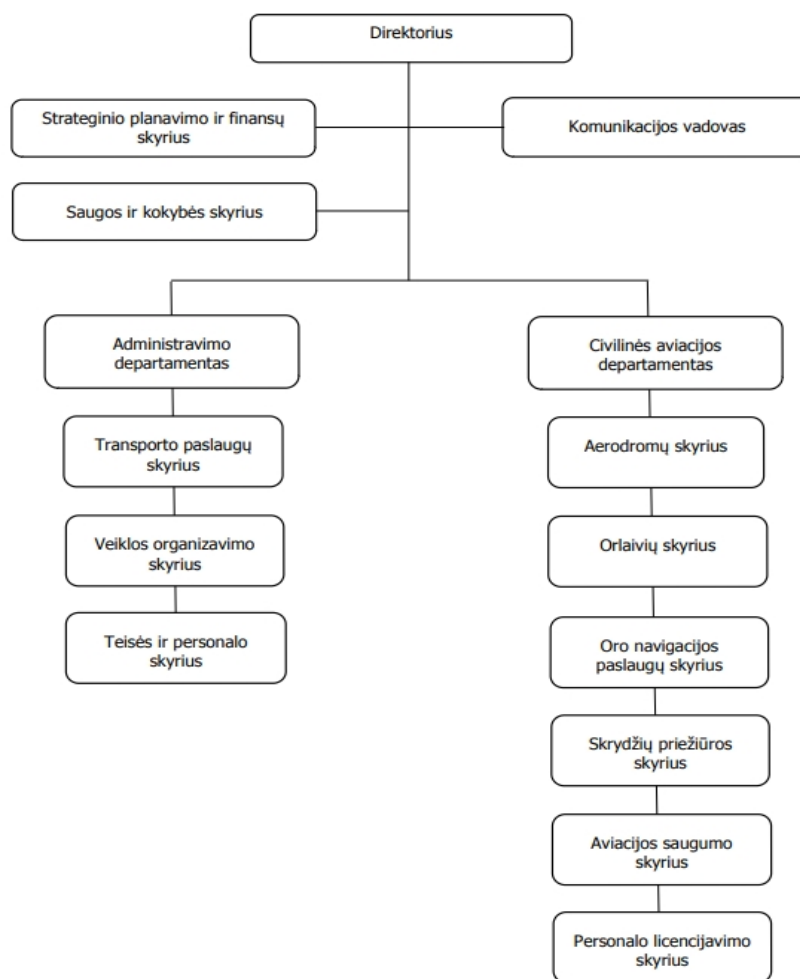 Direktorius
Strateginio planavimo ir finansų
skyrius
Komunikacijos vadovas
Saugos ir kokybės skyrius
Administravimo
departamentas
Civilinės aviacijos
departamentas
Transporto paslaugų
skyrius
Aerodromų skyrius
Veiklos organizavimo
skyrius
Orlaivių skyrius
Teisės ir personalo
skyrius
Oro navigacijos
paslaugų skyrius
Skrydžių priežiūros
skyrius
Aviacijos saugumo
skyrius
Personalo licencijavimo
skyrius